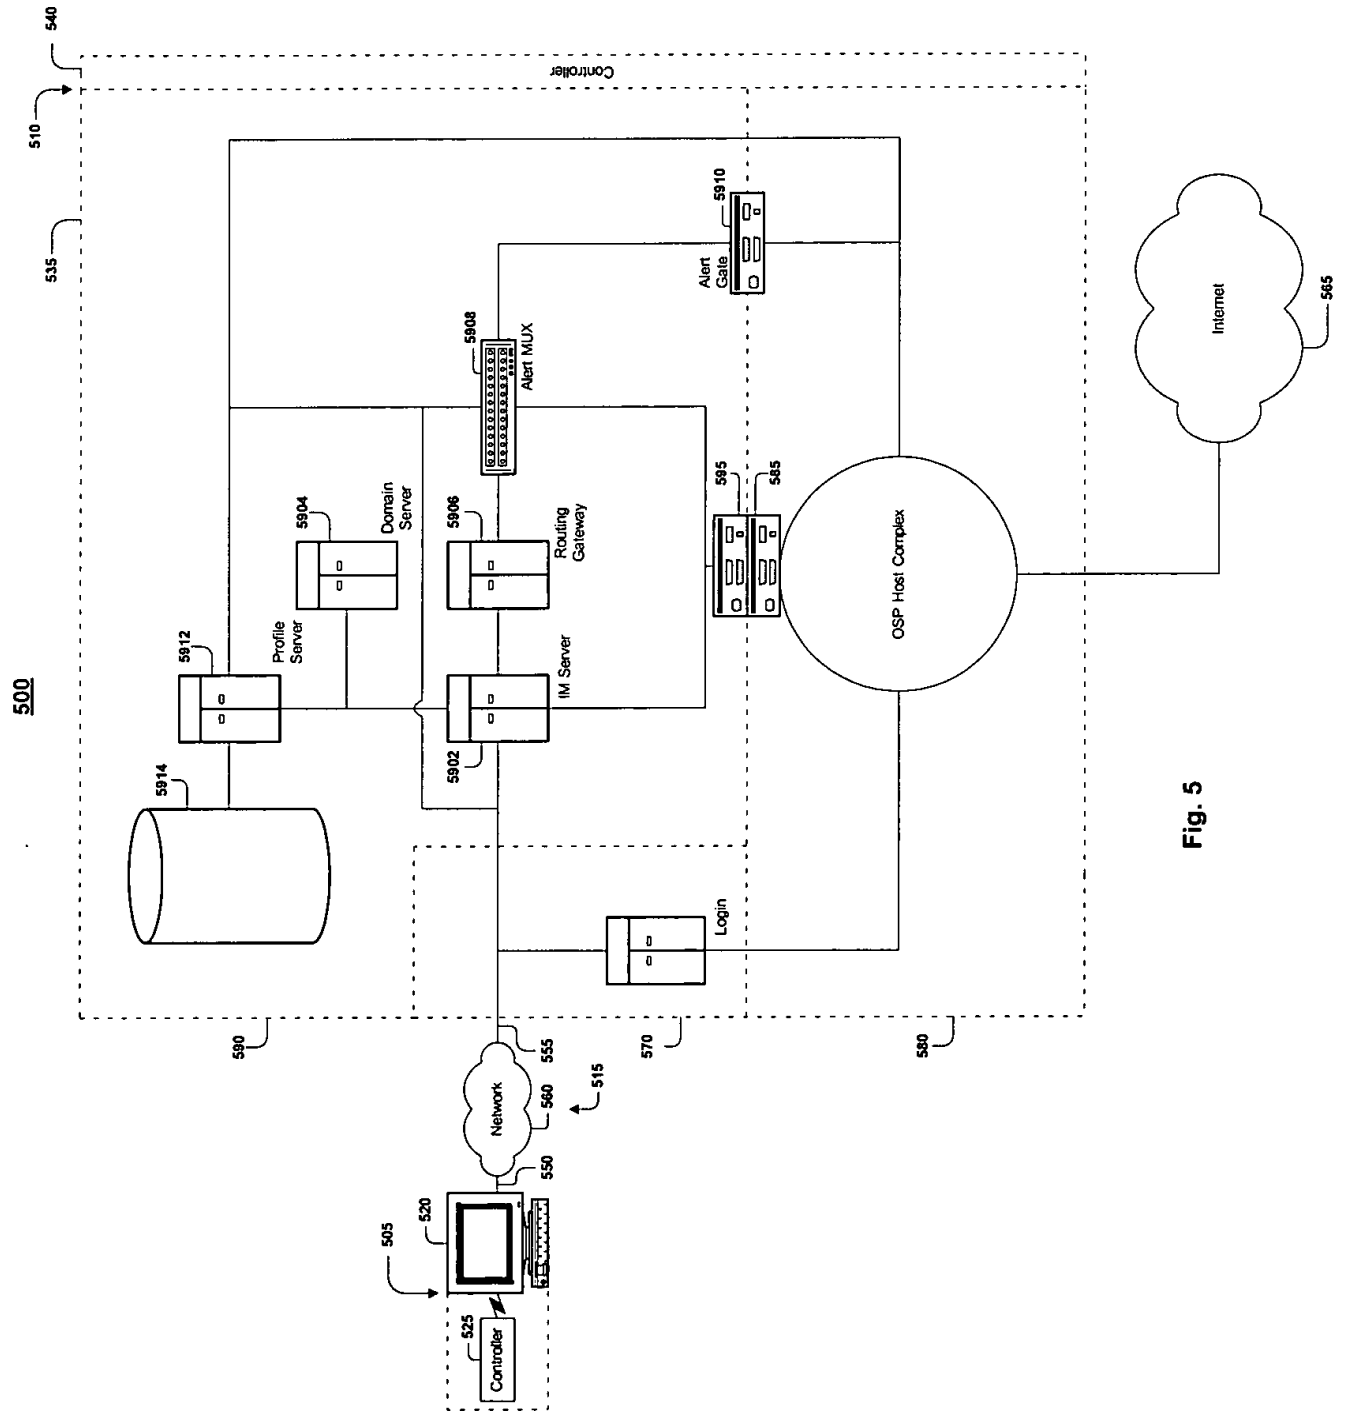 500
505
525
Controller
520
550
Network
560
515
555
590
570
580
5914
5912
Profile
Server
5904
Domain
Server
5902
IM Server
5906
Routing
Gateway
5908
Alert MUX
Alert
Gate
5910
595
585
Login
OSP Host Complex
Internet
565
535
510
540
Controller
Fig. 5